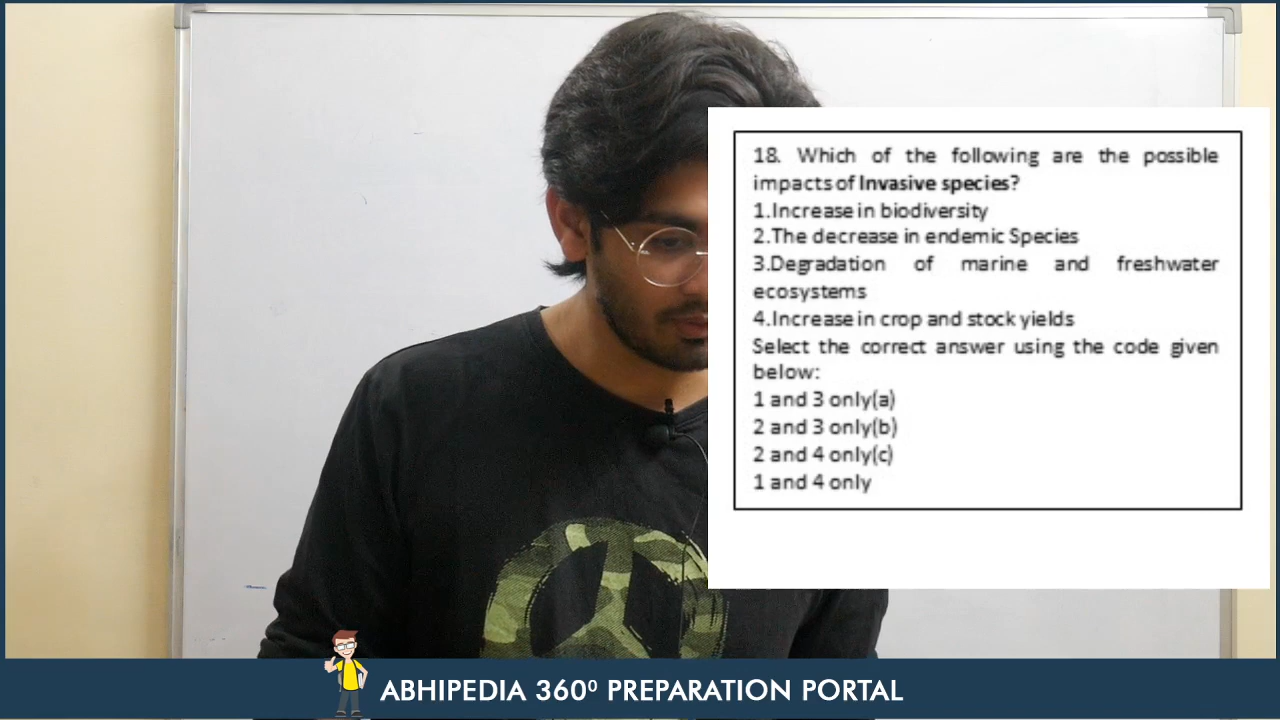 18. Which of the following are the possible
impacts of Invasive species?
1.Increase in biodiversity
2.The decrease in endemic Species
3.Degradation of marine and freshwater
ecosystems
4.Increase in crop and stock yields
Select the correct answer using the code given
below:
1 and 3 only(a)
2 and 3 only(b)
2 and 4 only(c)
1 and 4 only
ABHIPEDIA 360⁰ PREPARATION PORTAL